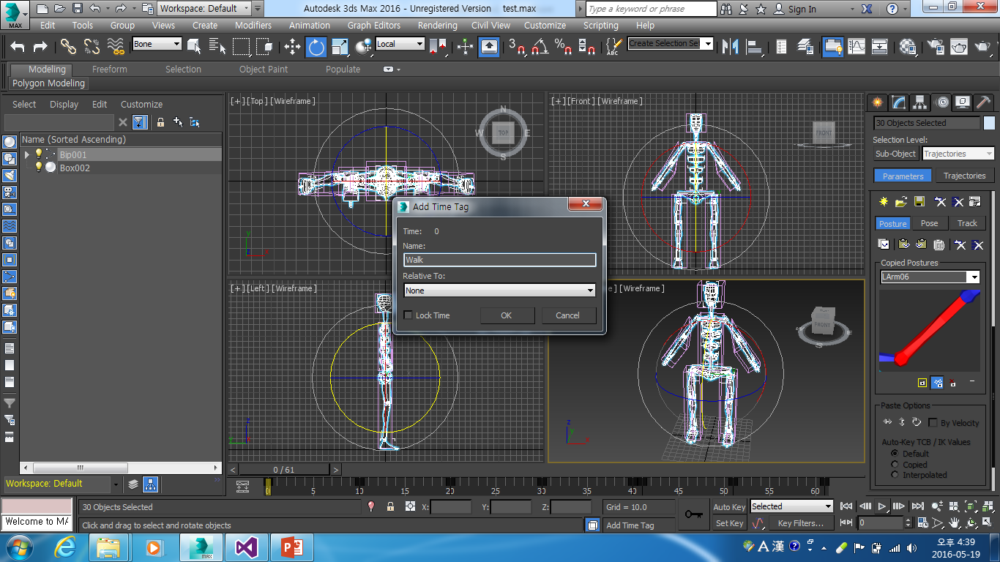 Workspace: Default
Autodesk 3ds Max 2016 - Unregistered Version test.max
Type a keyword or phrase
Sign In
MAX
Edit Tools Group Views Create Modifiers Animation Graph Editors Rendering Civil View Customize Scripting Help
Bone
Local
3
ABC
Create Selection Se
Modeling Freeform Selection Object Paint Populate
Polygon Modeling
Select Display Edit Customize
Name (Sorted Ascending)
Bip001
Box002
[+] [Top] [Wireframe]
N
W TOP E
S
y
x
z
[+] [Front] [Wireframe]
FRONT
[+] [Left] [Wireframe]
z
y
e ] [Wireframe]
FRONT
S
E
z
y
x
Add Time Tag
Time: 0
Name:
Walk
Relative To:
None
Lock Time
OK
Cancel
30 Objects Selected
Selection Level:
Sub-Object
Trajectories
Parameters
Trajectories
Posture
Pose
Track
Copied Postures
LArm06
Paste Options
By Velocity
Auto-Key TCB / IK Values
Default
Copied
Interpolated
< 0 / 61 >
Workspace: Default
0 5 10 15 20 25 30 35 40 45 50 55 60
Welcome to MA
30 Objects Selected
X:
Y:
Z:
Grid = 10.0
Auto Key
Selected
Click and drag to select and rotate objects
Add Time Tag
Set Key
Key Filters...
0
MAX
A 漢
오후 4:39
2016-05-19